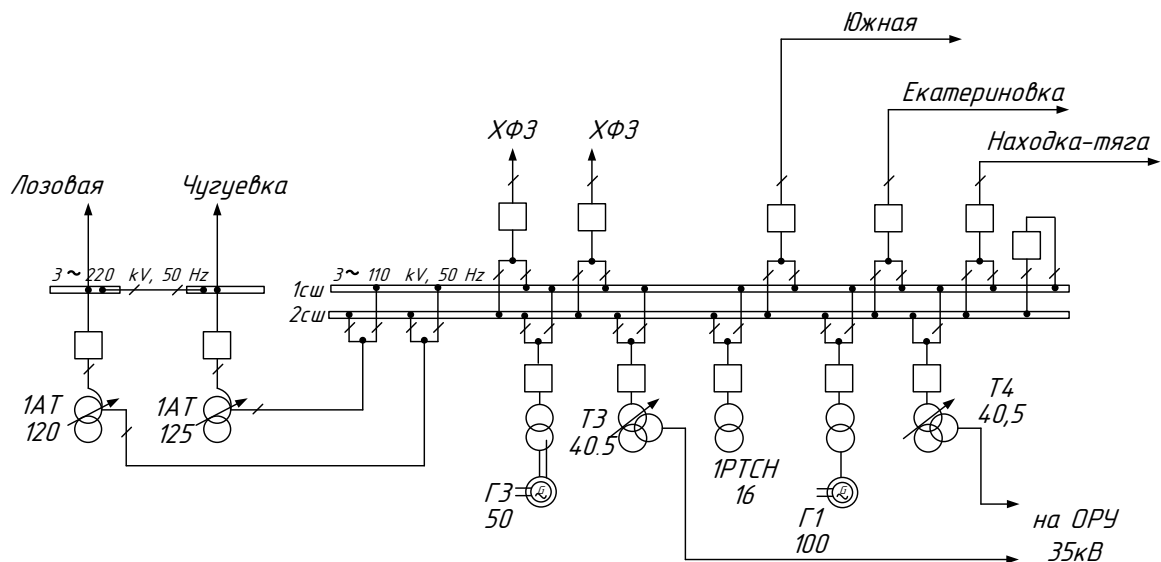 Южная
Екатериновка
ХФЗ
ХФЗ
Находка-тяга
Лозовая
Чугуевка
3 ~ 220 kV, 50 Hz
3~ 110 kV, 50 Hz
1сш
2сш
1АТ
120
1АТ
125
Т3
40.5
Т4
40,5
1РТСН
16
Г3
50
G
Г1
100
G
на ОРУ
35кВ